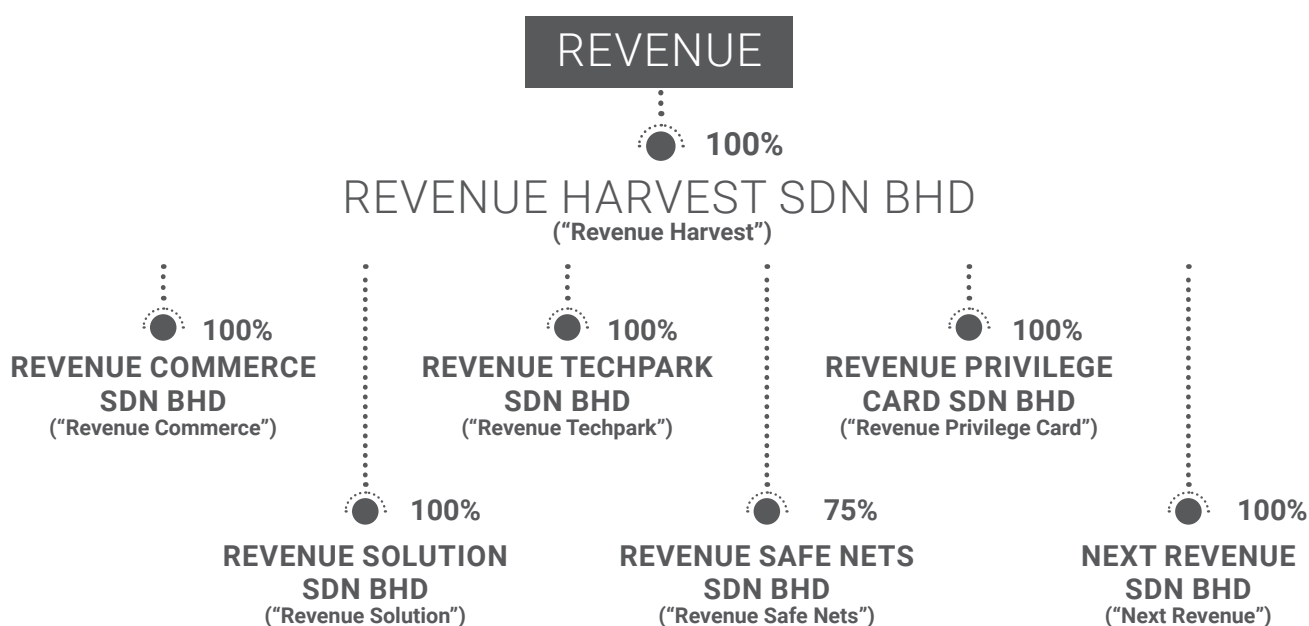 REVENUE
100%
REVENUE HARVEST SDN BHD
(“Revenue Harvest”)
100%
REVENUE COMMERCE
SDN BHD
(“Revenue Commerce”)
100%
REVENUE TECHPARK
SDN BHD
(“Revenue Techpark”)
100%
REVENUE PRIVILEGE
CARD SDN BHD
(“Revenue Privilege Card”)
100%
REVENUE SOLUTION
SDN BHD
(“Revenue Solution”)
75%
REVENUE SAFE NETS
SDN BHD
(“Revenue Safe Nets”)
100%
NEXT REVENUE
SDN BHD
(“Next Revenue”)